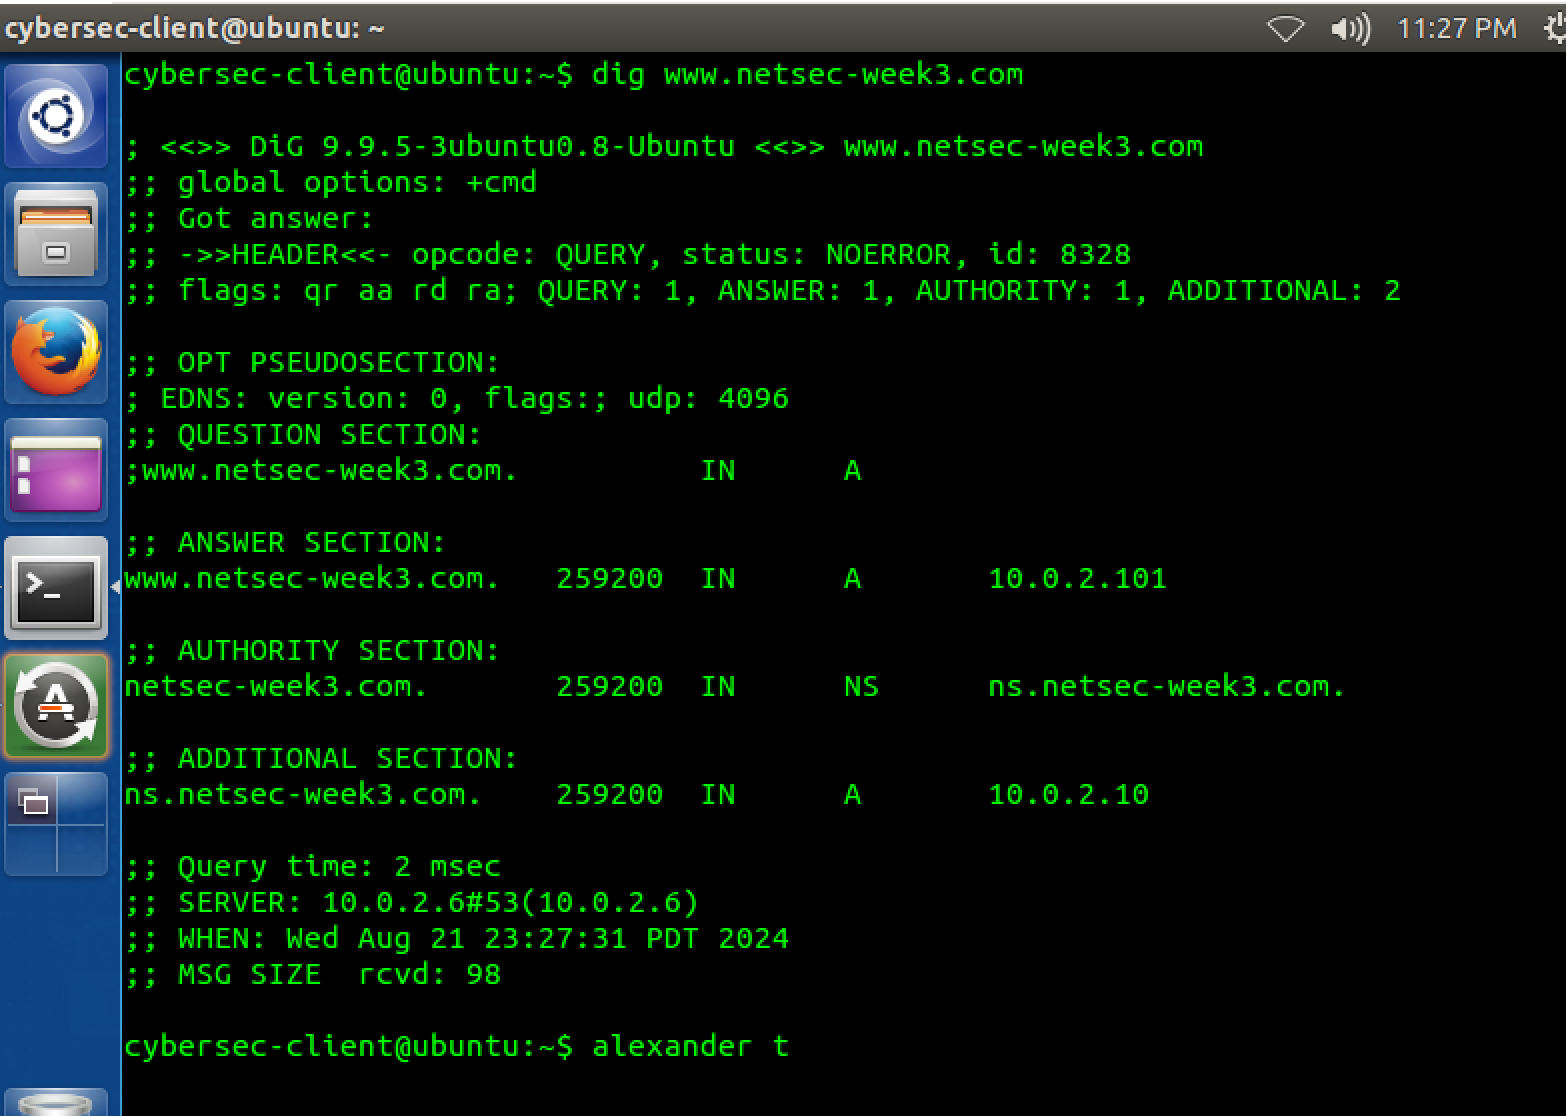 cybersec-client@ubuntu: ~ 11:27 PM
cybersec-client@ubuntu:~$ dig www.netsec-week3.com
; <<>> DiG 9.9.5-3ubuntu0.8-Ubuntu <<>> www.netsec-week3.com
;; global options: +cmd
;; Got answer:
;; ->>HEADER<<- opcode: QUERY, status: NOERROR, id: 8328
;; flags: qr aa rd ra; QUERY: 1, ANSWER: 1, AUTHORITY: 1, ADDITIONAL: 2
;; OPT PSEUDOSECTION:
; EDNS: version: 0, flags:; udp: 4096
;; QUESTION SECTION:
;www.netsec-week3.com. IN A
;; ANSWER SECTION:
www.netsec-week3.com. 259200 IN A 10.0.2.101
;; AUTHORITY SECTION:
netsec-week3.com. 259200 IN NS ns.netsec-week3.com.
;; ADDITIONAL SECTION:
ns.netsec-week3.com. 259200 IN A 10.0.2.10
;; Query time: 2 msec
;; SERVER: 10.0.2.6#53(10.0.2.6)
;; WHEN: Wed Aug 21 23:27:31 PDT 2024
;; MSG SIZE  rcvd: 98
cybersec-client@ubuntu:~$ alexander t